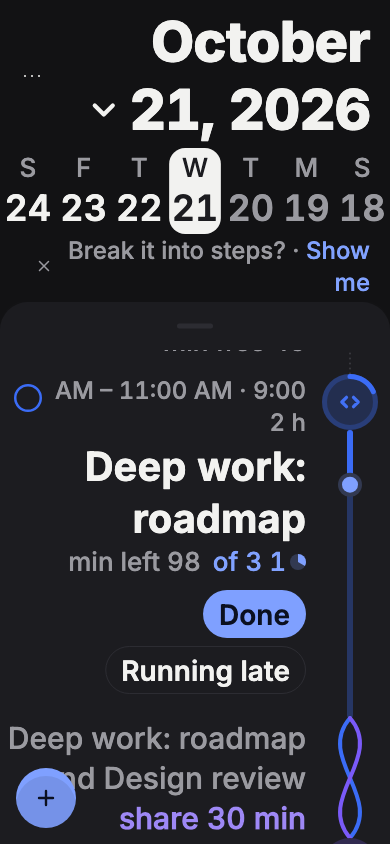 October
...
21, 2026
S F T W T M S
24 23 22 21 20 19 18
Break it into steps? · Show
me
AM – 11:00 AM · 9:00
2 h
Deep work:
roadmap
min left 98 of 3 1
Done
Running late
Deep work: roadmap
nd Design review
share 30 min